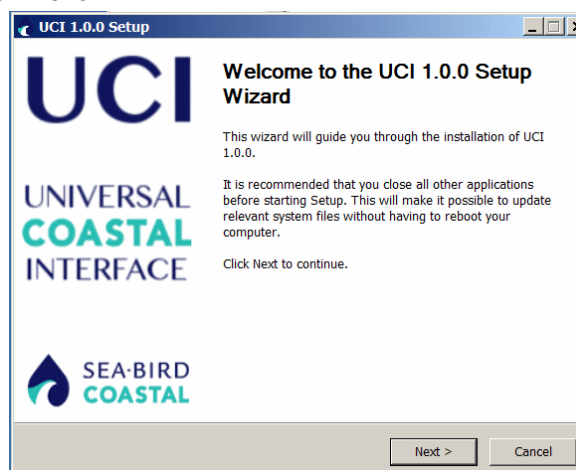 UCI 1.0.0 Setup
UCI
UNIVERSAL
COASTAL
INTERFACE
SEA·BIRD
COASTAL
Welcome to the UCI 1.0.0 Setup
Wizard
This wizard will guide you through the installation of UCI
1.0.0.
It is recommended that you close all other applications
before starting Setup. This will make it possible to update
relevant system files without having to reboot your
computer.
Click Next to continue.
Next >
Cancel